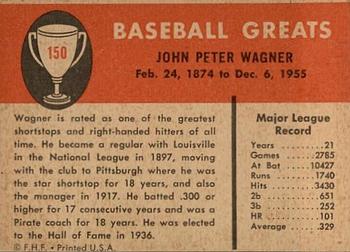 BASEBALL GREATS
150
JOHN PETER WAGNER
Feb. 24, 1874 to Dec. 6, 1955
Wagner is rated as one of the greatest
shortstops and right-handed hitters of all
time. He became a regular with Louisville
in the National League in 1897, moving
with the club to Pittsburgh where he was
the star shortstop for 18 years, and also
the manager in 1917. He batted .300 or
higher for 17 consecutive years and was a
Pirate coach for 18 years. He was elected
to the Hall of Fame in 1936.
© F.H.F. • Printed U.S.A.
Major League
Record
Years 21
Games 2785
At Bat 10427
Runs 1740
Hits 3430
2b 651
3b 252
HR 101
Average .329